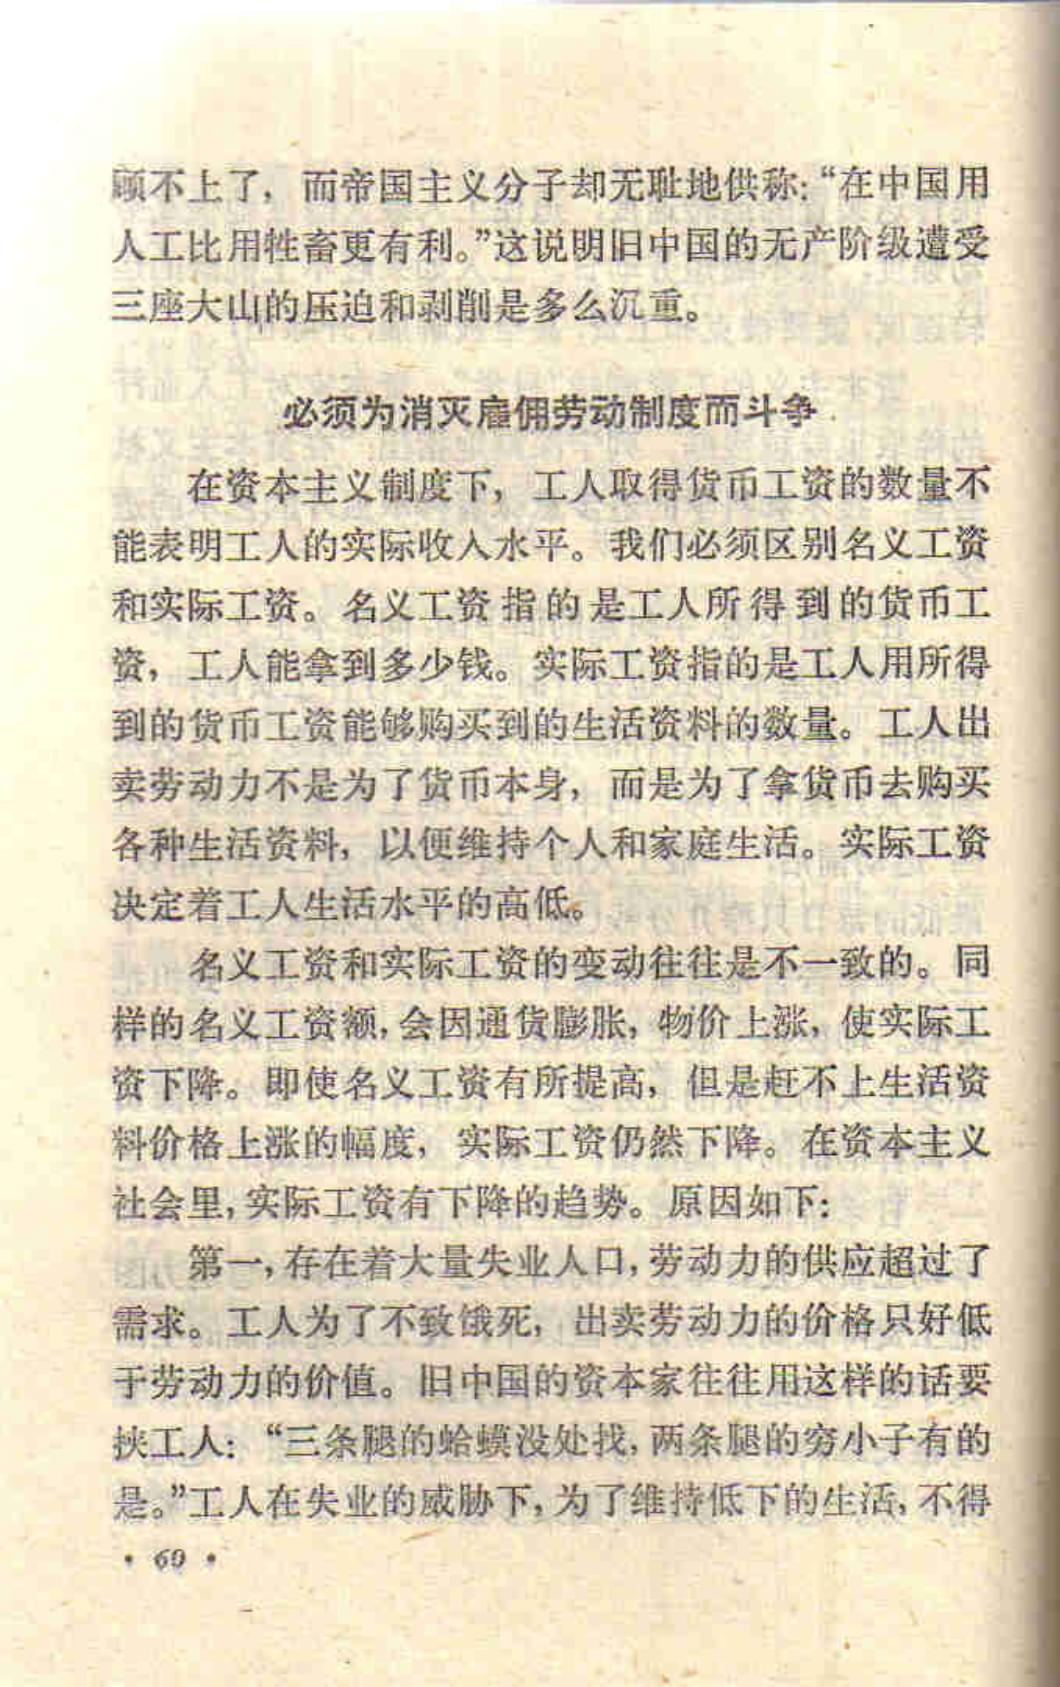 顾不上了，而帝国主义分子却无耻地供称：“在中国用
人工比用牲畜更有利。”这说明旧中国的无产阶级遭受
三座大山的压迫和剥削是多么沉重。
必须为消灭雇佣劳动制度而斗争
在资本主义制度下，工人取得货币工资的数量不
能表明工人的实际收入水平。我们必须区别名义工资
和实际工资。名义工资指的是工人所得到的货币工
资，工人能拿到多少钱。实际工资指的是工人用所得
到的货币工资能够购买到的生活资料的数量。工人出
卖劳动力不是为了货币本身，而是为了拿货币去购买
各种生活资料，以便维持个人和家庭生活。实际工资
决定着工人生活水平的高低。
名义工资和实际工资的变动往往是不一致的。同
样的名义工资额，会因通货膨胀，物价上涨，使实际工
资下降。即使名义工资有所提高，但是赶不上生活资
料价格上涨的幅度，实际工资仍然下降。在资本主义
社会里，实际工资有下降的趋势。原因如下：
第一，存在着大量失业人口，劳动力的供应超过了
需求。工人为了不致饿死，出卖劳动力的价格只好低
于劳动力的价值。旧中国的资本家往往用这样的话要
挟工人：“三条腿的蛤蟆没处找，两条腿的穷小子有的
是。”工人在失业的威胁下，为了维持低下的生活，不得
• 60 •